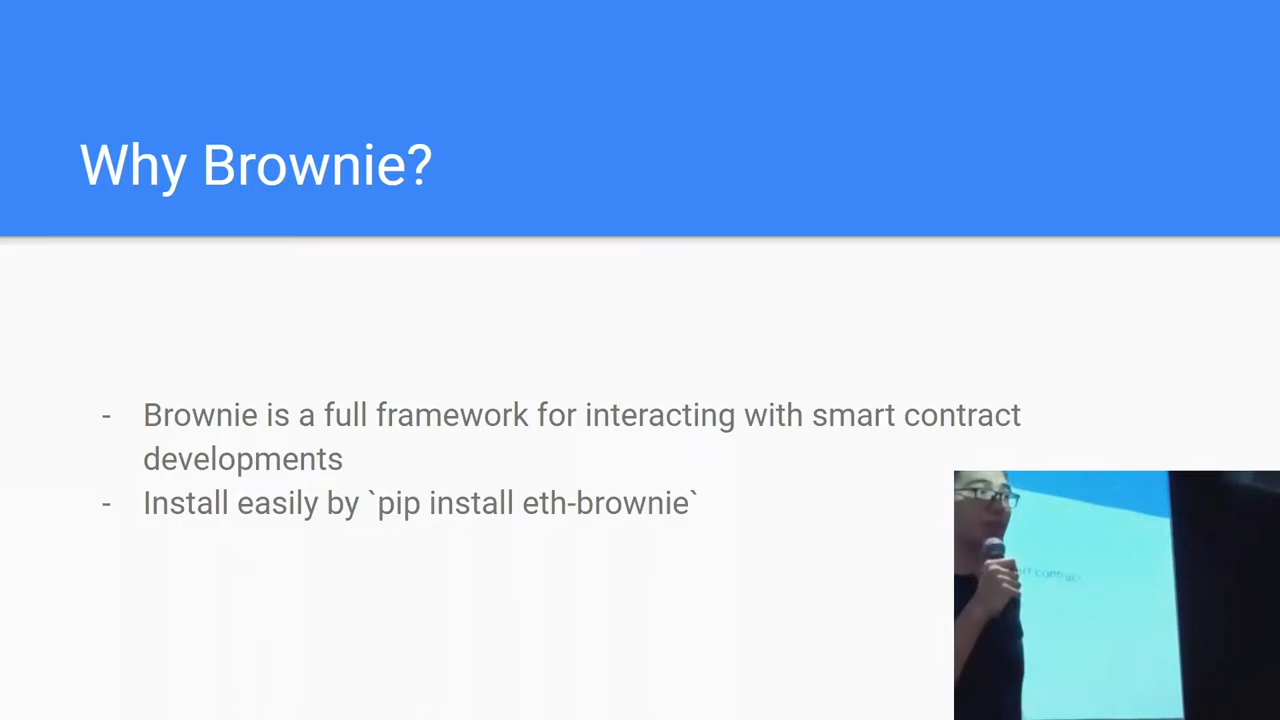 Why Brownie?
- Brownie is a full framework for interacting with smart contract
developments
- Install easily by `pip install eth-brownie`
contract